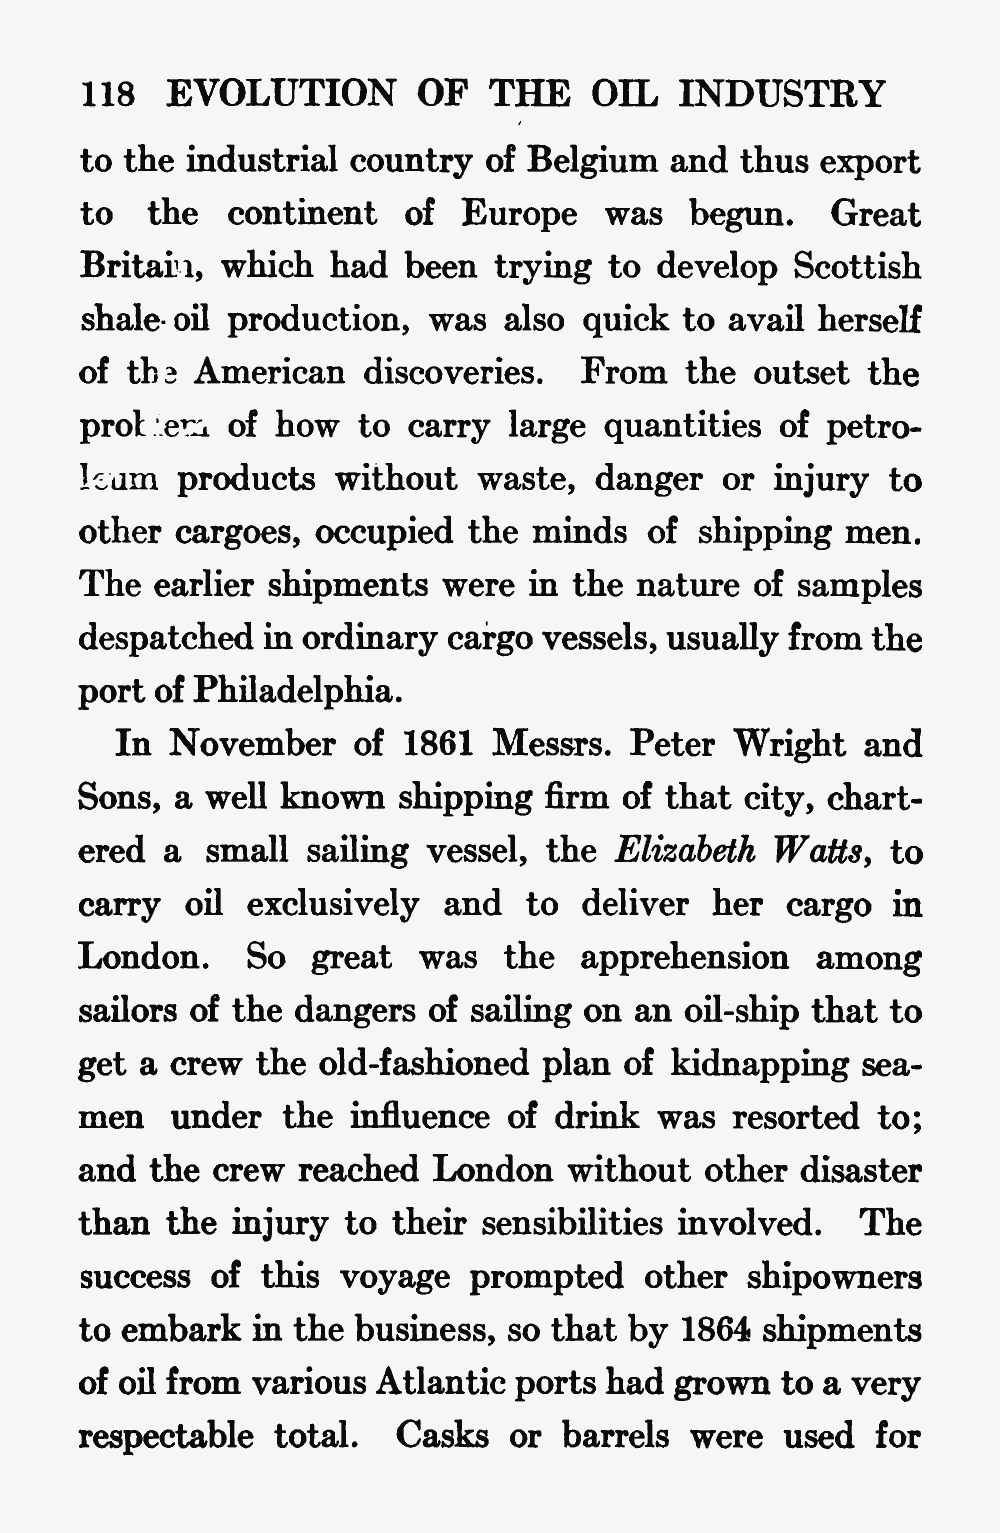 118 EVOLUTION OF THE OIL INDUSTRY
to the industrial country of Belgium and thus export
to the continent of Europe was begun. Great
Britain, which had been trying to develop Scottish
shale-oil production, was also quick to avail herself
of the American discoveries. From the outset the
problem of how to carry large quantities of petro-
leum products without waste, danger or injury to
other cargoes, occupied the minds of shipping men.
The earlier shipments were in the nature of samples
despatched in ordinary cargo vessels, usually from the
port of Philadelphia.
In November of 1861 Messrs. Peter Wright and
Sons, a well known shipping firm of that city, chart-
ered a small sailing vessel, the Elizabeth Watts, to
carry oil exclusively and to deliver her cargo in
London. So great was the apprehension among
sailors of the dangers of sailing on an oil-ship that to
get a crew the old-fashioned plan of kidnapping sea-
men under the influence of drink was resorted to;
and the crew reached London without other disaster
than the injury to their sensibilities involved. The
success of this voyage prompted other shipowners
to embark in the business, so that by 1864 shipments
of oil from various Atlantic ports had grown to a very
respectable total. Casks or barrels were used for